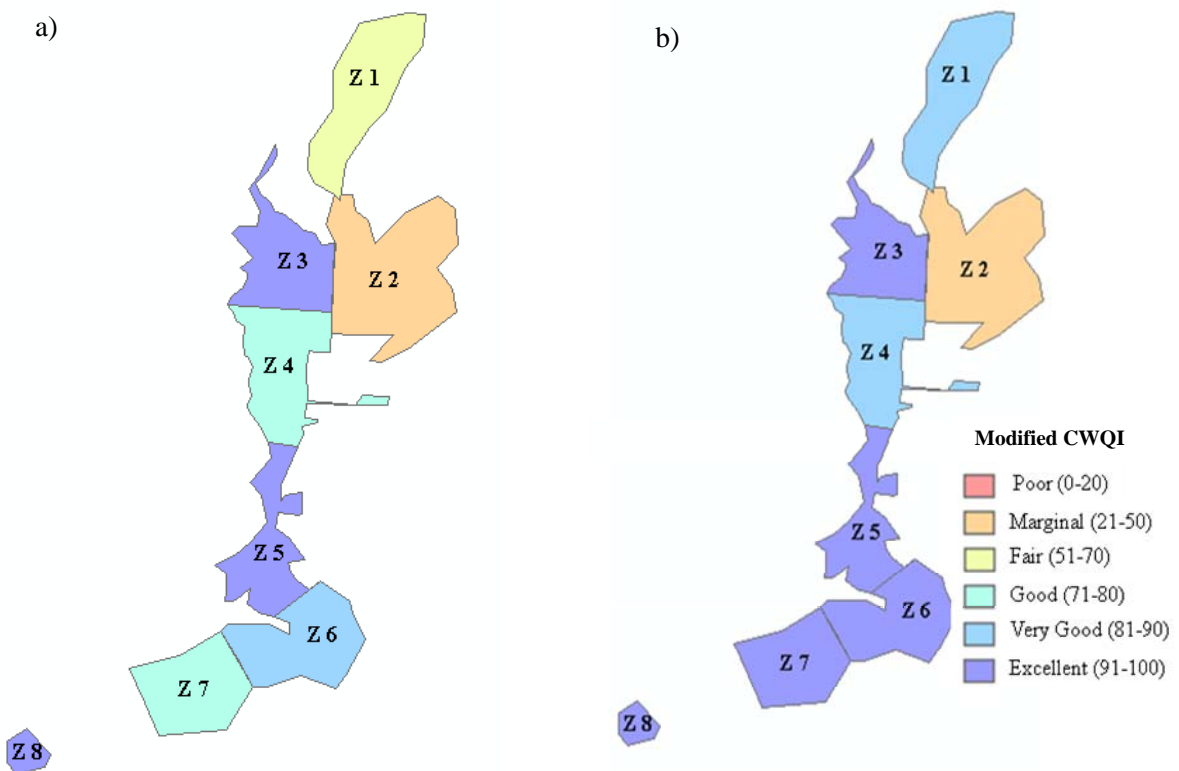 a)
Z 1
Z 2
Z 3
Z 4
Z 5
Z 6
Z 7
Z 8
b)
Z 1
Z 2
Z 3
Z 4
Z 5
Z 6
Z 7
Z 8
Modified CWQI
Poor (0-20)
Marginal (21-50)
Fair (51-70)
Good (71-80)
Very Good (81-90)
Excellent (91-100)